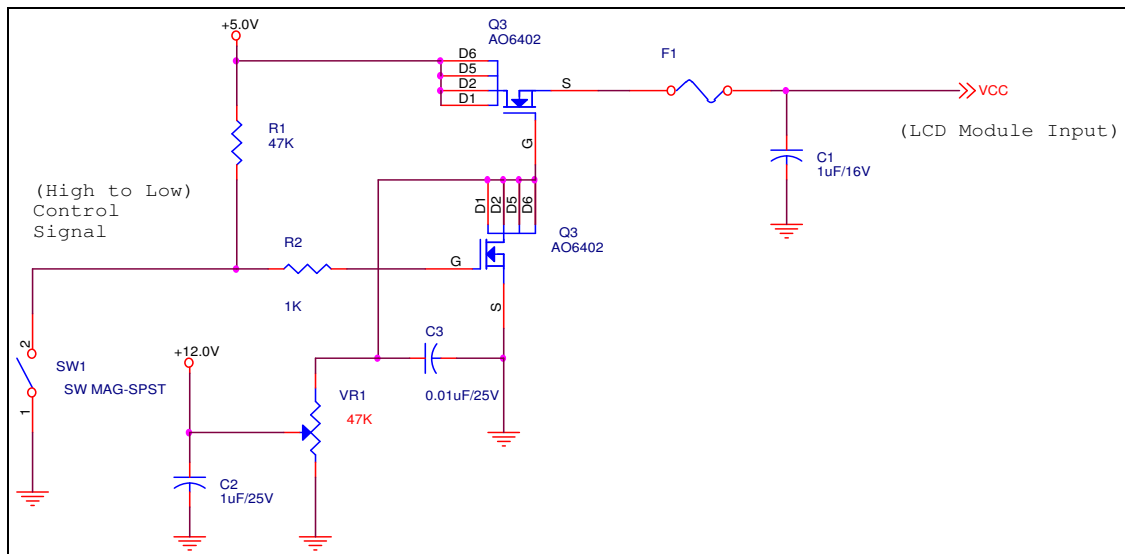 +5.0V
Q3
AO6402
D6
D5
D2
D1
S
G
F1
VCC
(LCD Module Input)
R1
47K
C1
1uF/16V
(High to Low)
Control
Signal
D1
D2
D5
D6
Q3
AO6402
R2
1K
G
S
2
SW1
SW MAG-SPST
1
+12.0V
C3
0.01uF/25V
VR1
47K
C2
1uF/25V